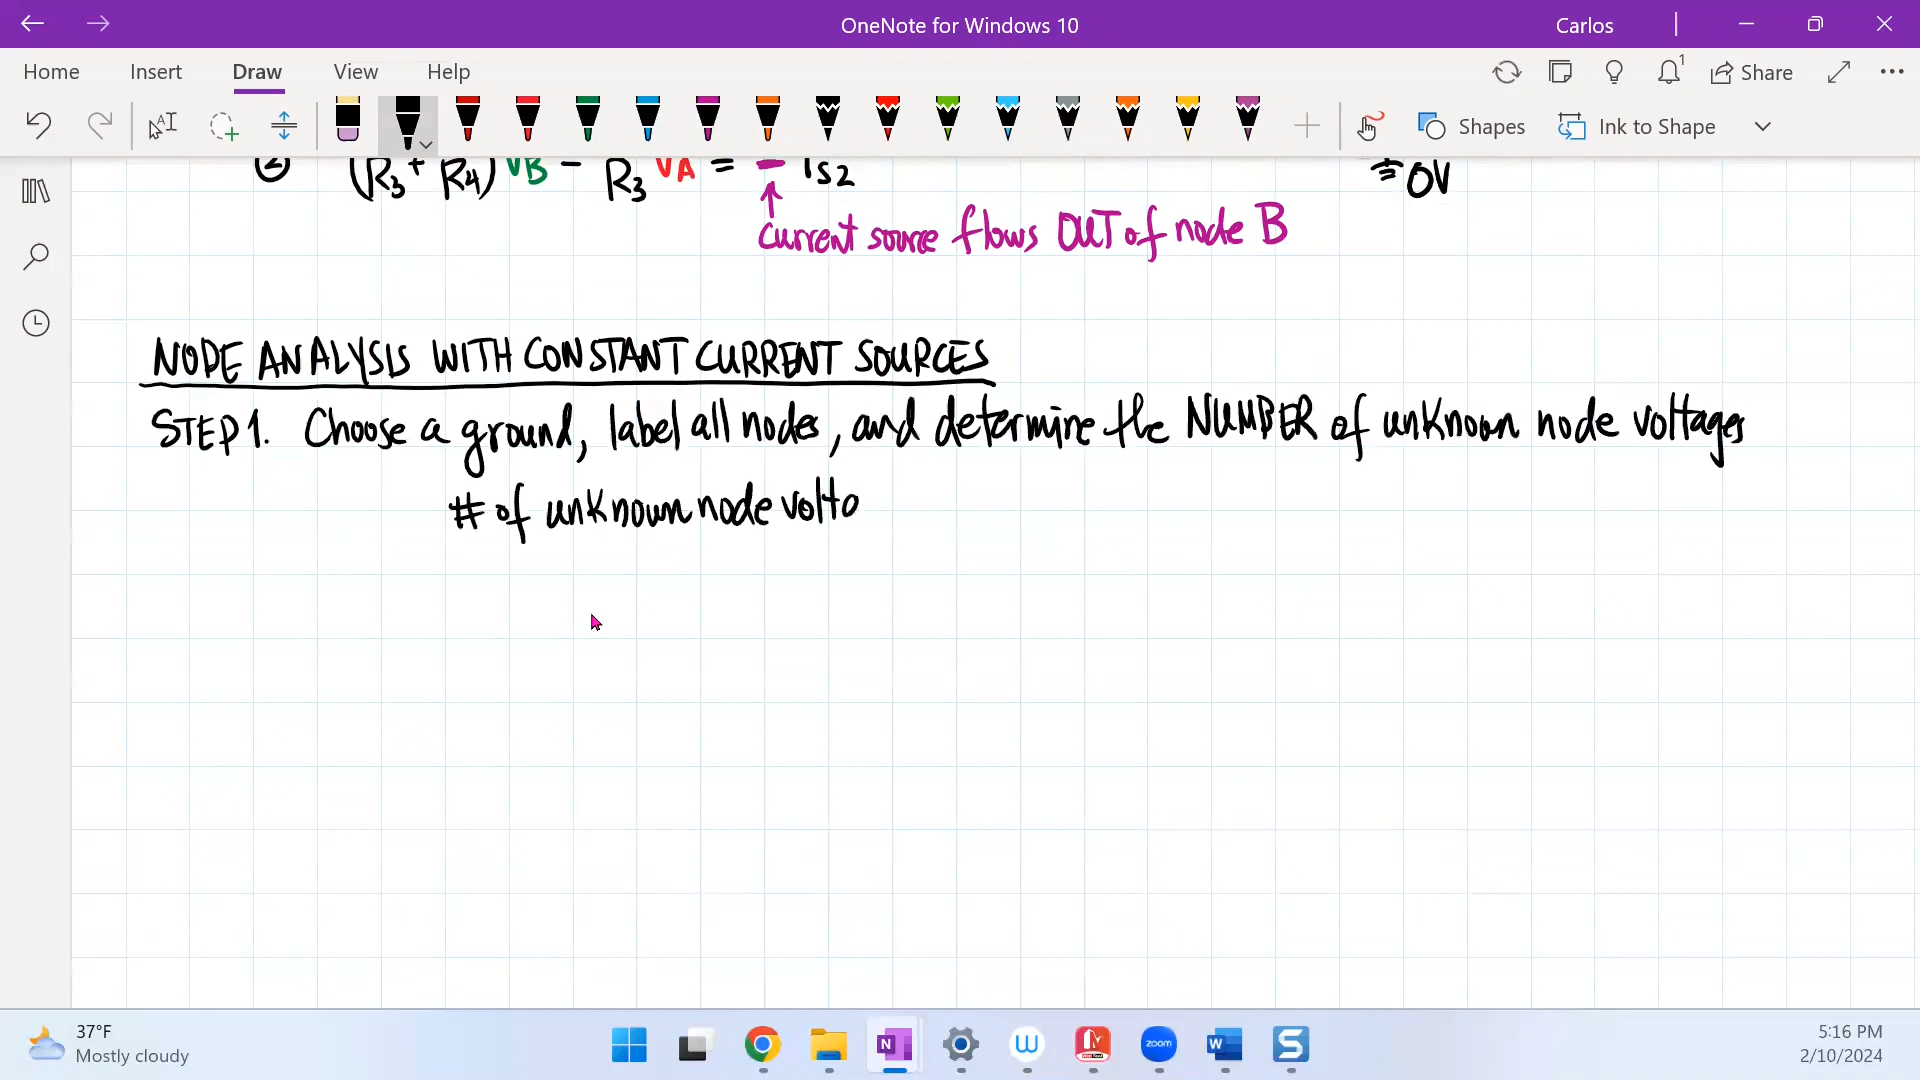 OneNote for Windows 10
Carlos
Home Insert Draw View Help
1
Share
Shapes
Ink to Shape
② (R3 + R4) VB - R3 VA = - IS2
= 0V
↑
current source flows OUT of node B
NODE ANALYSIS WITH CONSTANT CURRENT SOURCES
STEP 1. Choose a ground, label all nodes, and determine the NUMBER of unknown node voltages
# of unknown node volta
37°F
Mostly cloudy
zoom
5:16 PM
2/10/2024